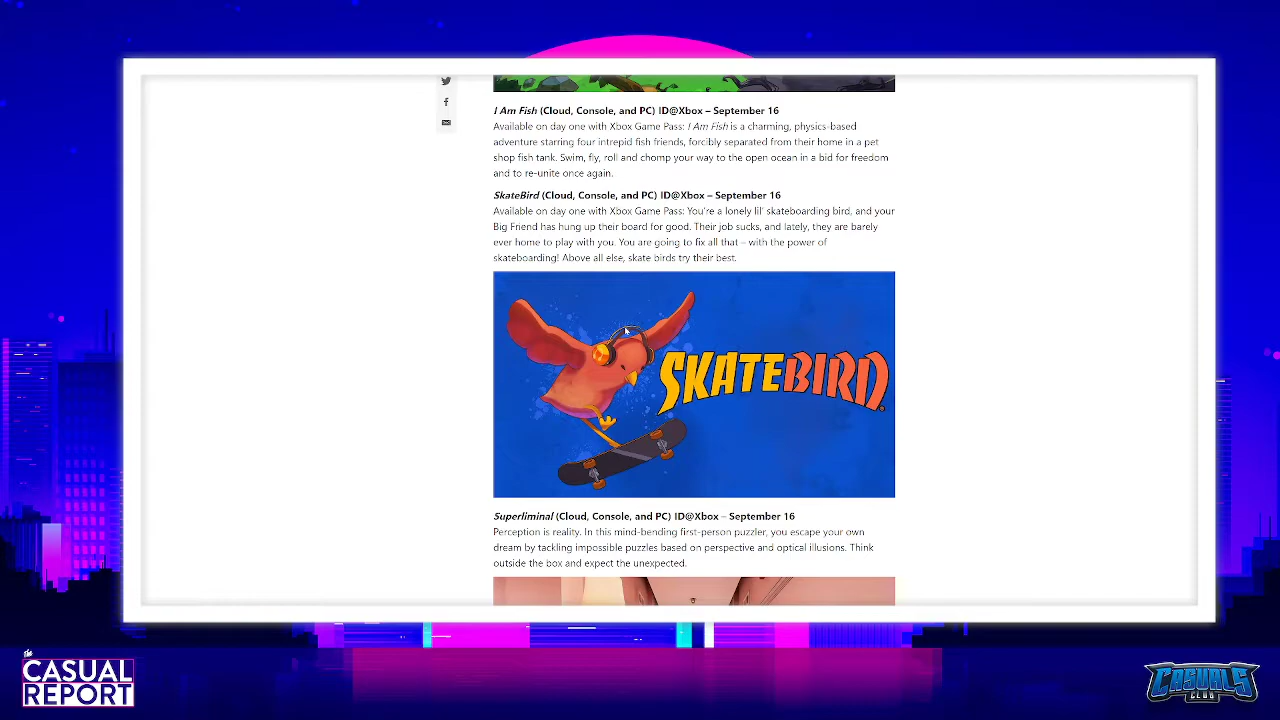 I Am Fish (Cloud, Console, and PC) ID@Xbox – September 16
Available on day one with Xbox Game Pass: I Am Fish is a charming, physics-based
adventure starring four intrepid fish friends, forcibly separated from their home in a pet
shop fish tank. Swim, fly, roll and chomp your way to the open ocean in a bid for freedom
and to re-unite once again.
SkateBird (Cloud, Console, and PC) ID@Xbox – September 16
Available on day one with Xbox Game Pass: You're a lonely lil' skateboarding bird, and your
Big Friend has hung up their board for good. Their job sucks, and lately, they are barely
ever home to play with you. You are going to fix all that – with the power of
skateboarding! Above all else, skate birds try their best.
SKATEBIRD
Superliminal (Cloud, Console, and PC) ID@Xbox – September 16
Perception is reality. In this mind-bending first-person puzzler, you escape your own
dream by tackling impossible puzzles based on perspective and optical illusions. Think
outside the box and expect the unexpected.
the
CASUAL
REPORT
CASUALS
CLUB